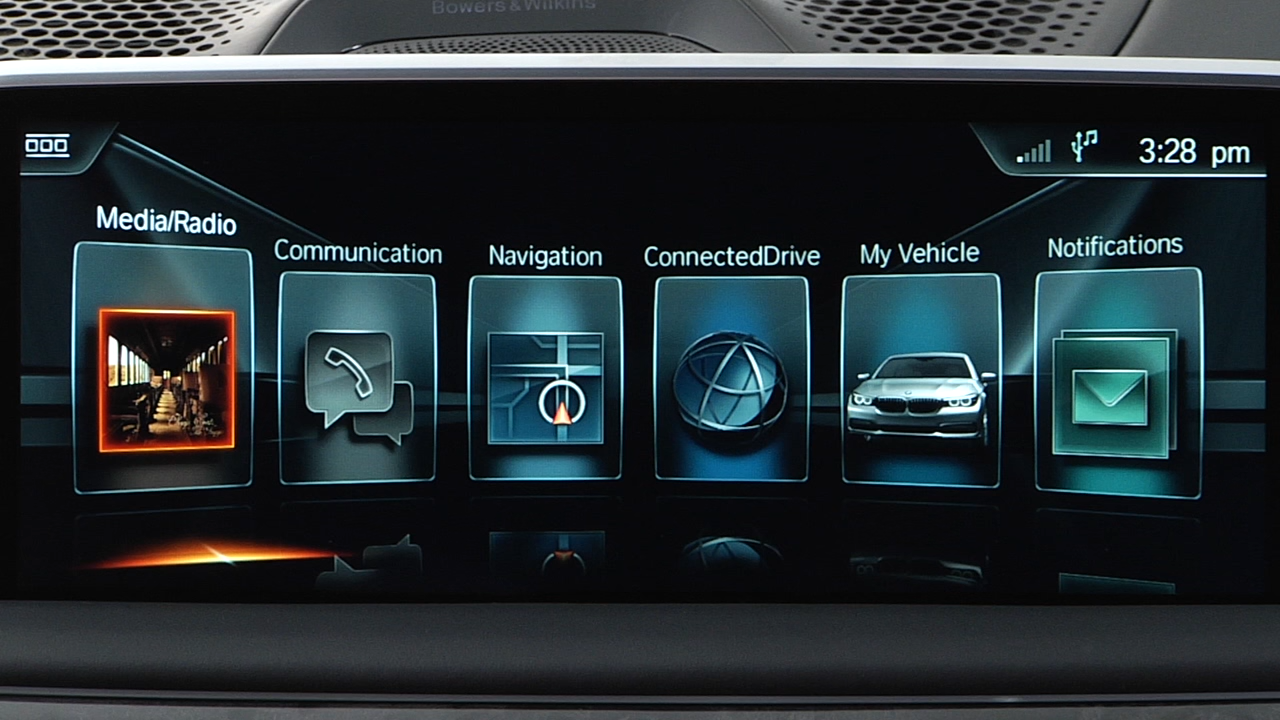 Bowers & Wilkins
3:28 pm
Media/Radio
Communication
Navigation
ConnectedDrive
My Vehicle
Notifications